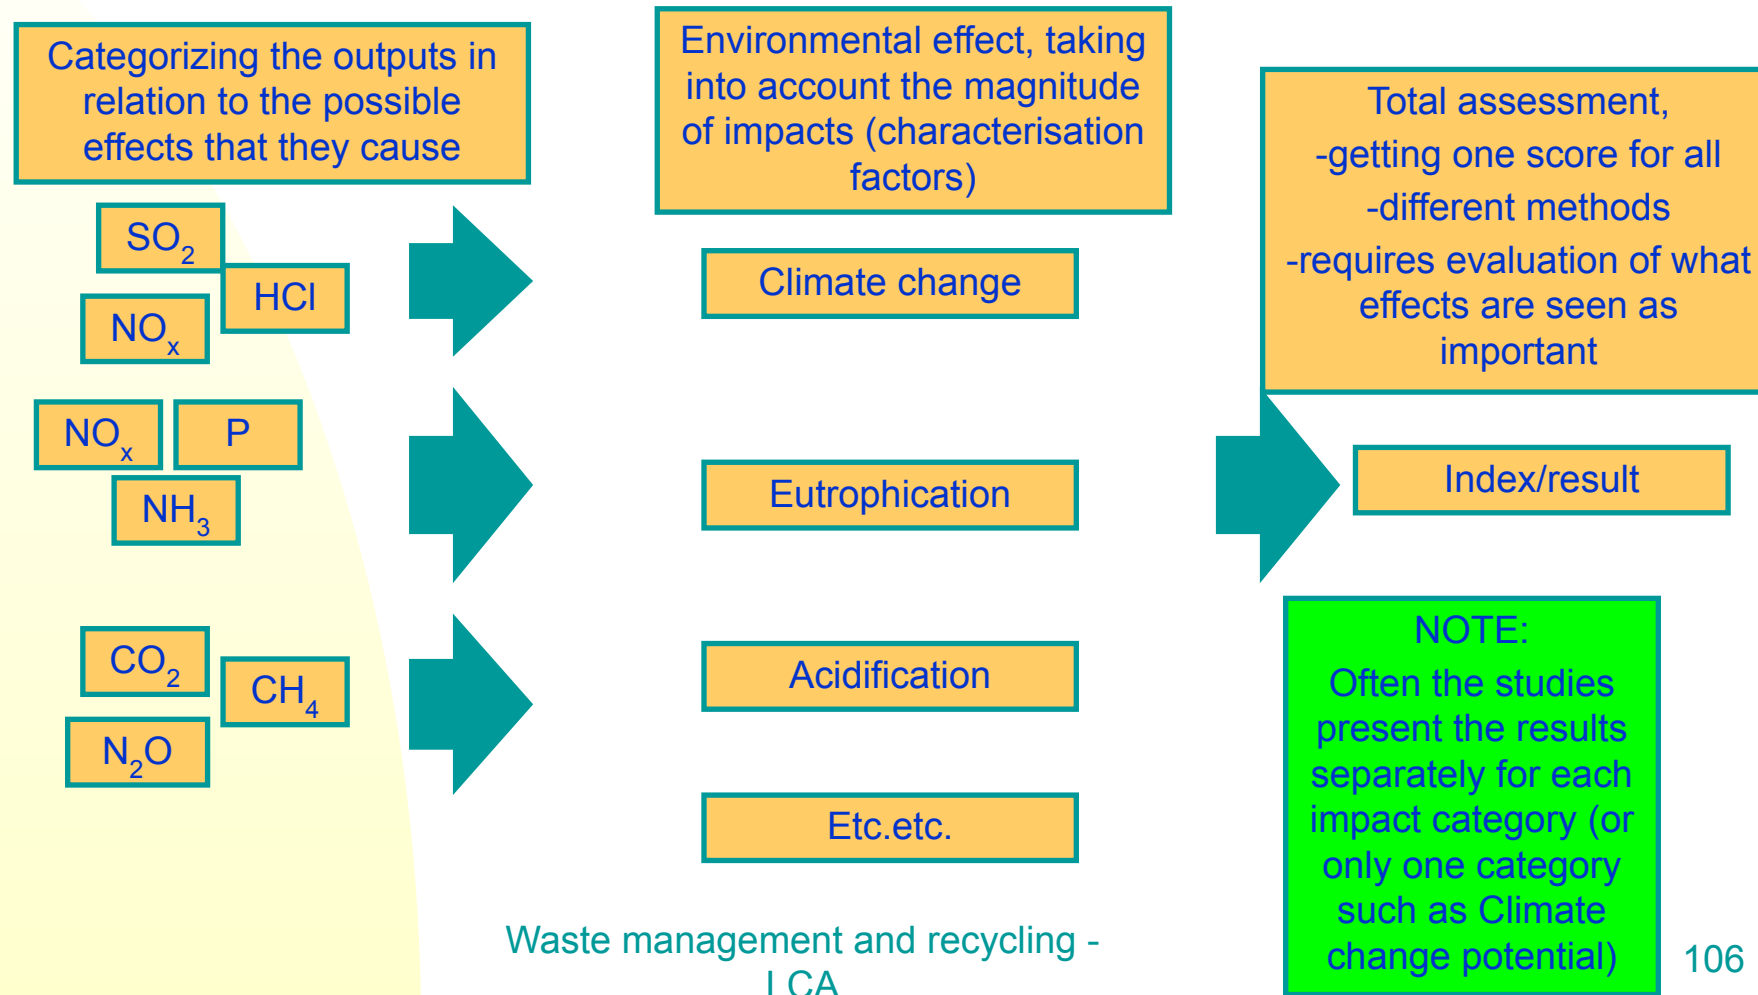 Categorizing the outputs in
relation to the possible
effects that they cause
Environmental effect, taking
into account the magnitude
of impacts (characterisation
factors)
Total assessment,
-getting one score for all
-different methods
-requires evaluation of what
effects are seen as
important
SO₂
HCl
NOₓ
Climate change
NOₓ
P
NH₃
Eutrophication
Index/result
CO₂
CH₄
N₂O
Acidification
Etc.etc.
NOTE:
Often the studies
present the results
separately for each
impact category (or
only one category
such as Climate
change potential)
Waste management and recycling -
LCA
106